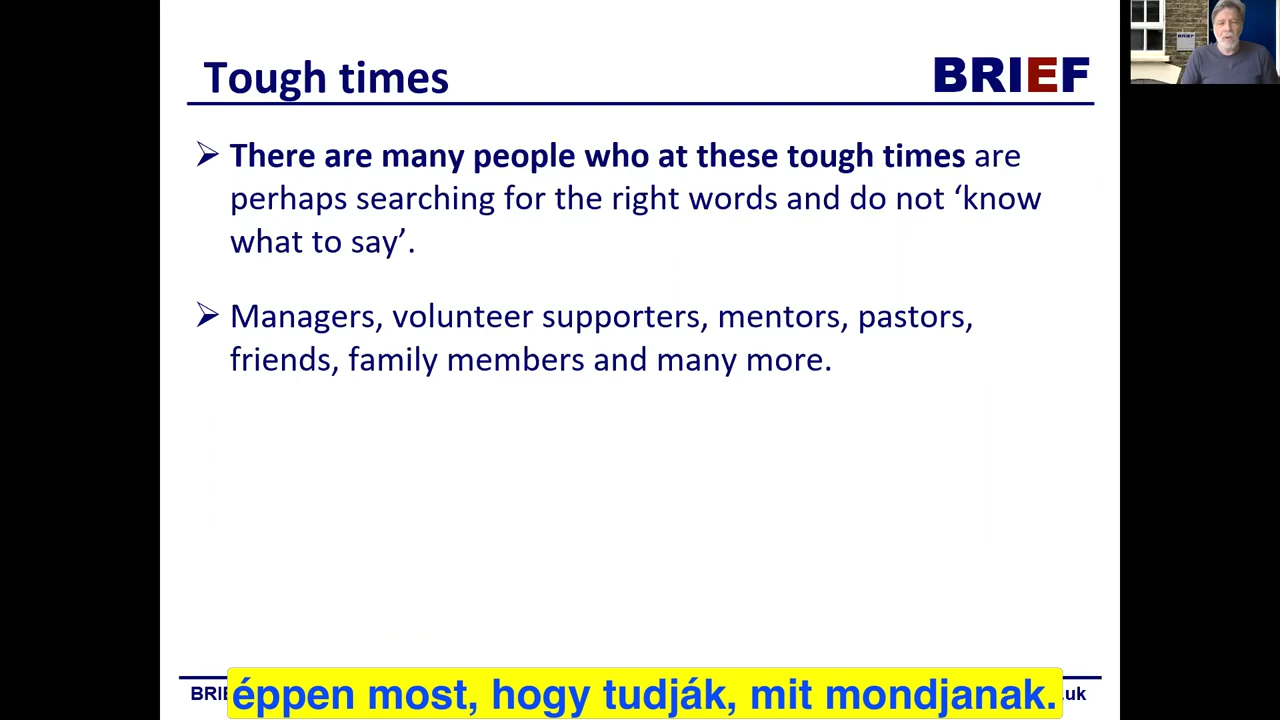 Tough times
BRIEF
There are many people who at these tough times are
perhaps searching for the right words and do not ‘know
what to say’.
Managers, volunteer supporters, mentors, pastors,
friends, family members and many more.
éppen most, hogy tudják, mit mondjanak.
BRIEF